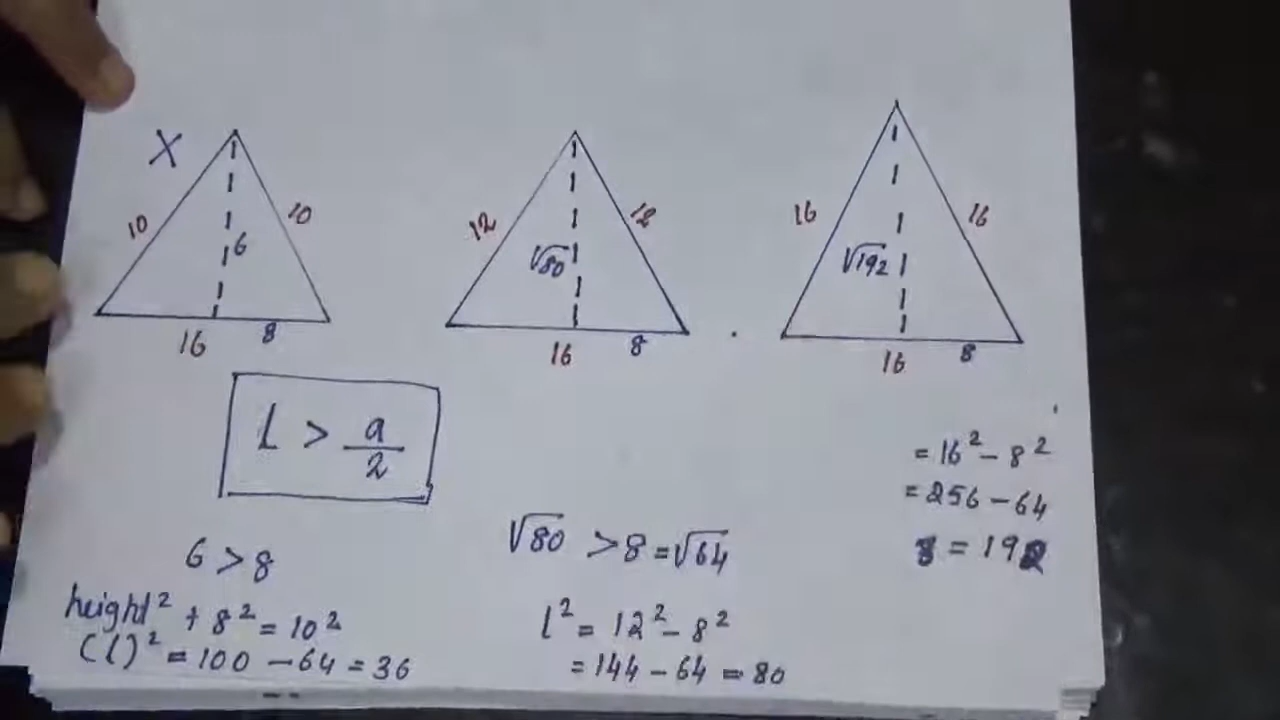 X
10
10
6
16
8
12
12
√80
16
8
16
16
√192
16
8
l > a/2
6 > 8
height² + 8² = 10²
(l)² = 100 - 64 = 36
√80 > 8 = √64
l² = 12² - 8²
= 144 - 64 = 80
= 16² - 8²
= 256 - 64
= 192